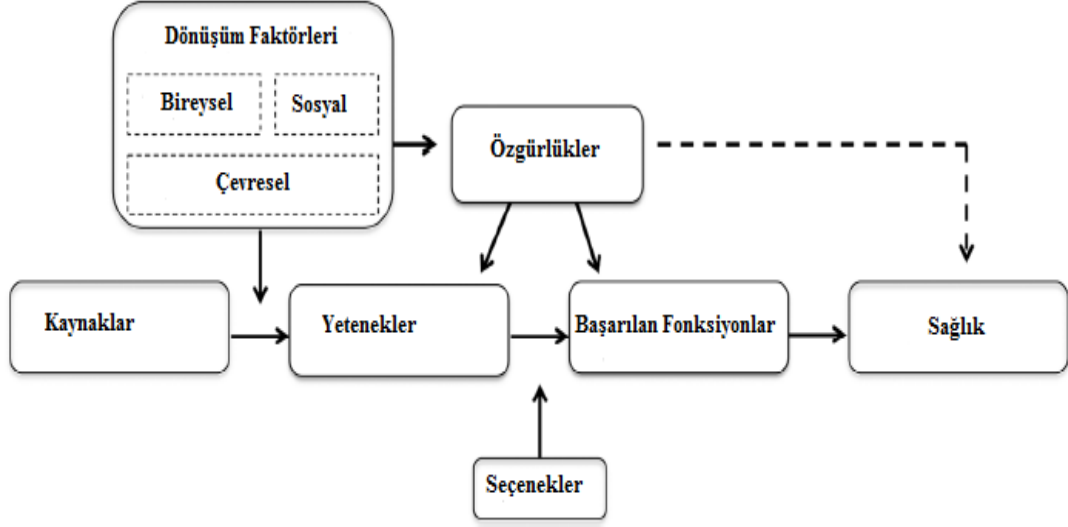 Dönüşüm Faktörleri
Bireysel
Sosyal
Çevresel
Özgürlükler
Kaynaklar
Yetenekler
Başarılan Fonksiyonlar
Sağlık
Seçenekler